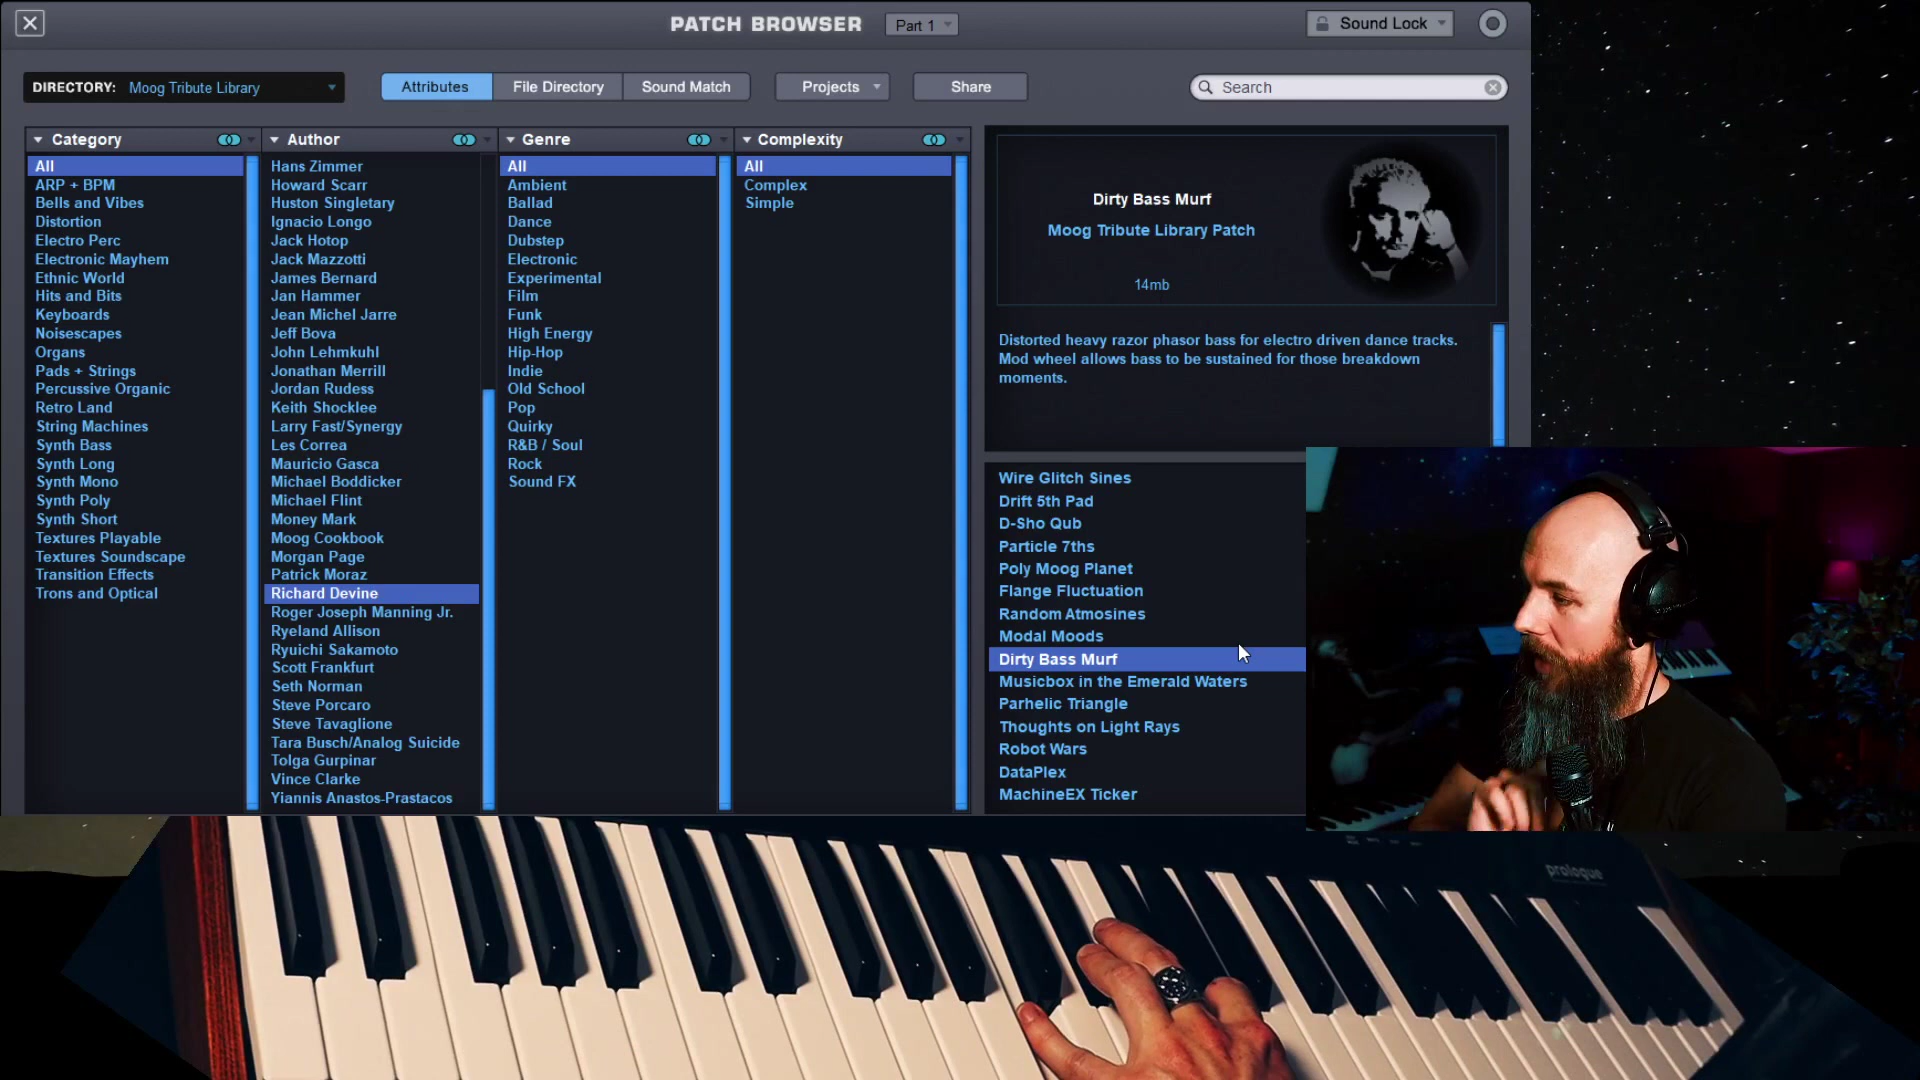 PATCH BROWSER
Part 1
Sound Lock
DIRECTORY: Moog Tribute Library
Attributes
File Directory
Sound Match
Projects
Share
Search
Category
All
ARP + BPM
Bells and Vibes
Distortion
Electro Perc
Electronic Mayhem
Ethnic World
Hits and Bits
Keyboards
Noisescapes
Organs
Pads + Strings
Percussive Organic
Retro Land
String Machines
Synth Bass
Synth Long
Synth Mono
Synth Poly
Synth Short
Textures Playable
Textures Soundscape
Transition Effects
Trons and Optical
Author
Hans Zimmer
Howard Scarr
Huston Singletary
Ignacio Longo
Jack Hotop
Jack Mazzotti
James Bernard
Jan Hammer
Jean Michel Jarre
Jeff Bova
John Lehmkuhl
Jonathan Merrill
Jordan Rudess
Keith Shocklee
Larry Fast/Synergy
Les Correa
Mauricio Gasca
Michael Boddicker
Michael Flint
Money Mark
Moog Cookbook
Morgan Page
Patrick Moraz
Richard Devine
Roger Joseph Manning Jr.
Ryeland Allison
Ryuichi Sakamoto
Scott Frankfurt
Seth Norman
Steve Porcaro
Steve Tavaglione
Tara Busch/Analog Suicide
Tolga Gurpinar
Vince Clarke
Yiannis Anastos-Prastacos
Genre
All
Ambient
Ballad
Dance
Dubstep
Electronic
Experimental
Film
Funk
High Energy
Hip-Hop
Indie
Old School
Pop
Quirky
R&B / Soul
Rock
Sound FX
Complexity
All
Complex
Simple
Dirty Bass Murf
Moog Tribute Library Patch
14mb
Distorted heavy razor phasor bass for electro driven dance tracks.
Mod wheel allows bass to be sustained for those breakdown
moments.
Wire Glitch Sines
Drift 5th Pad
D-Sho Qub
Particle 7ths
Poly Moog Planet
Flange Fluctuation
Random Atmosines
Modal Moods
Dirty Bass Murf
Musicbox in the Emerald Waters
Parhelic Triangle
Thoughts on Light Rays
Robot Wars
DataPlex
MachineEX Ticker
prologue